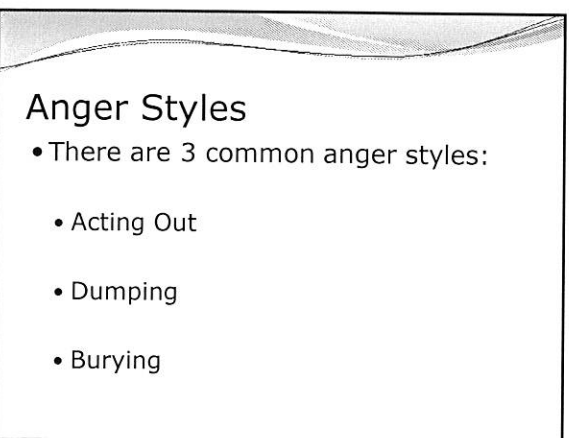 Anger Styles
• There are 3 common anger styles:
• Acting Out
• Dumping
• Burying